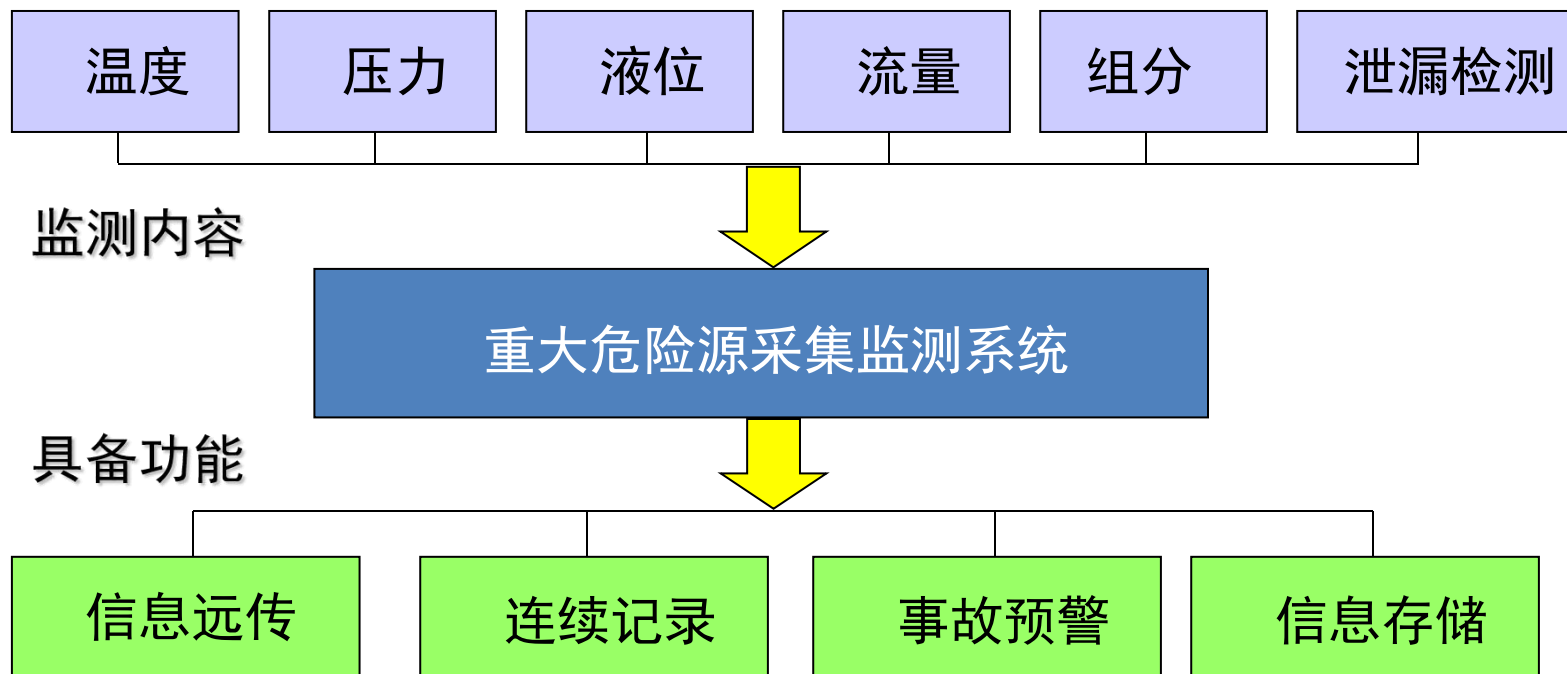 温度
压力
液位
流量
组分
泄漏检测
监测内容
重大危险源采集监测系统
具备功能
信息远传
连续记录
事故预警
信息存储